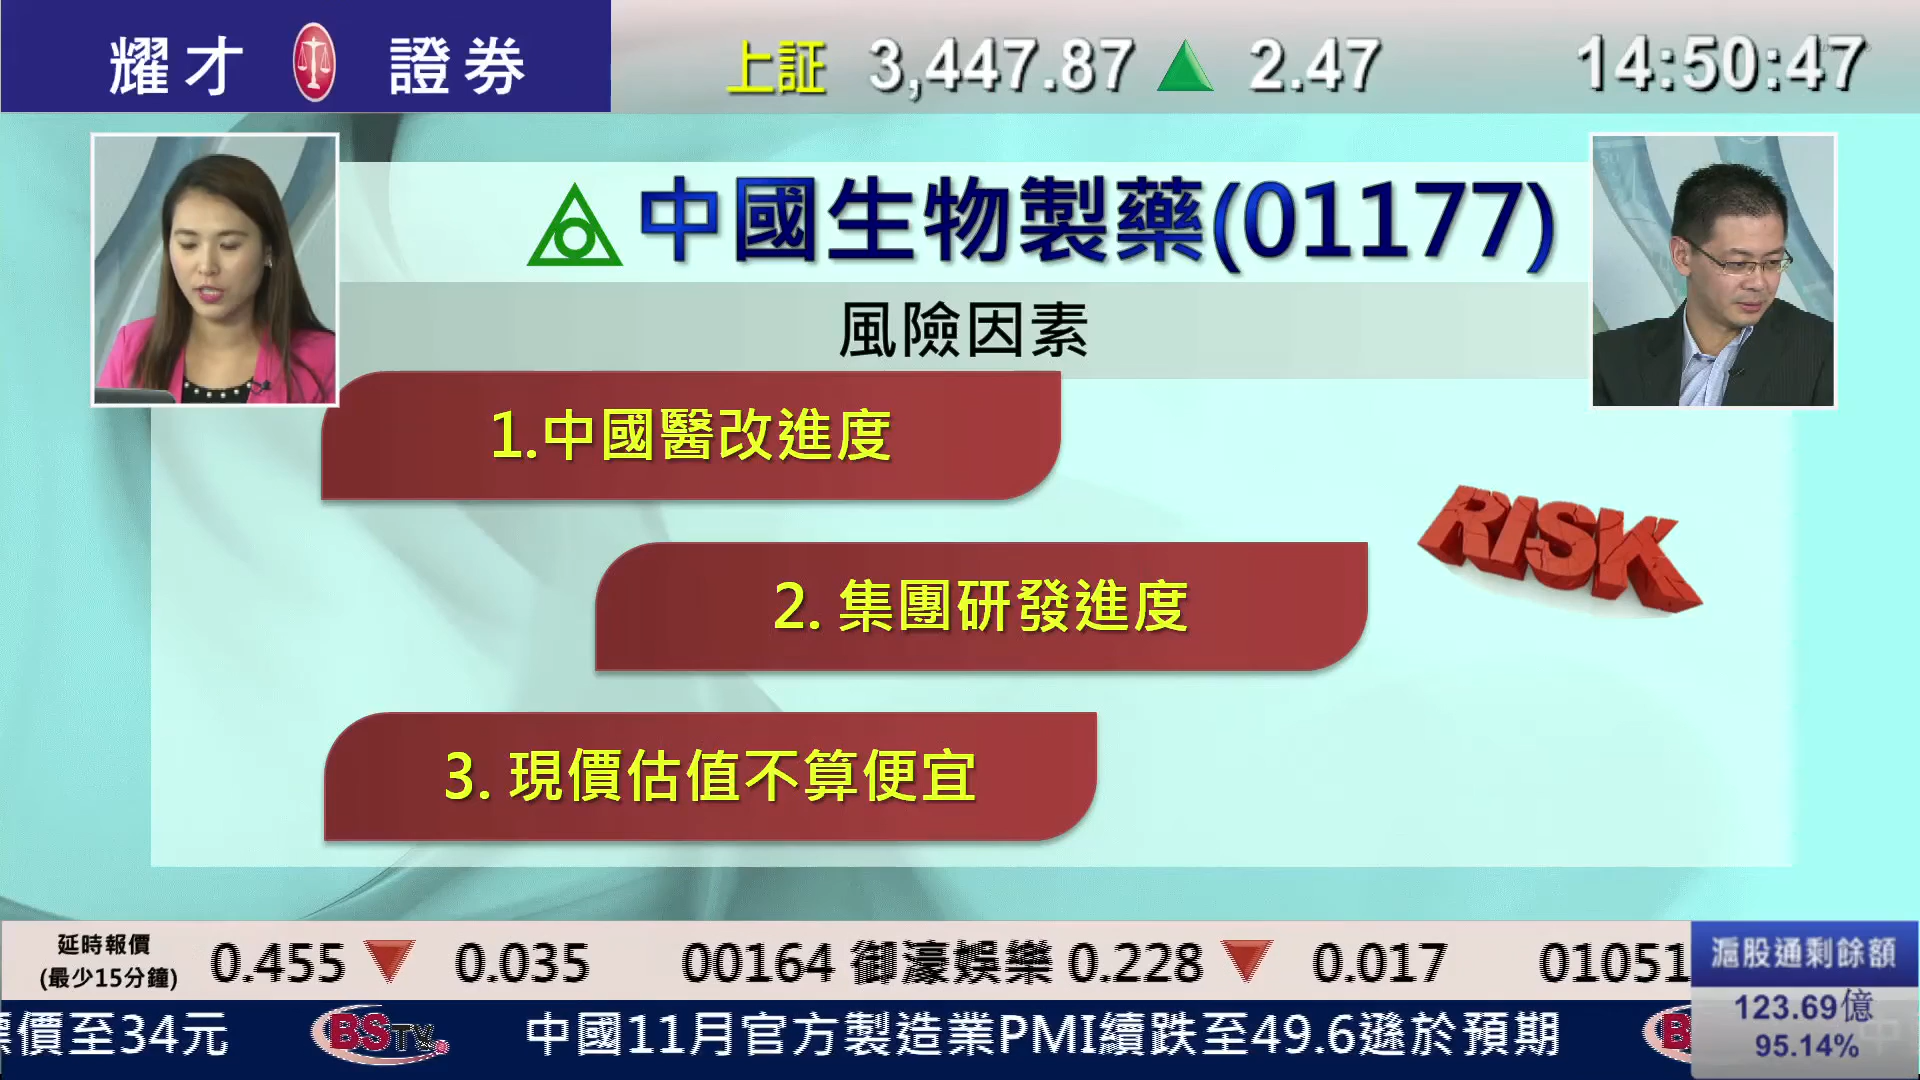 耀才 證券
上証 3,447.87 ▲ 2.47
14:50:47
中國生物製藥(01177)
風險因素
1.中國醫改進度
2. 集團研發進度
3. 現價估值不算便宜
RISK
延時報價
(最少15分鐘)
0.455 ▼ 0.035 00164 御濠娛樂 0.228 ▼ 0.017 01051
滬股通剩餘額
123.69億
95.14%
價至34元 BSTV 中國11月官方製造業PMI續跌至49.6遜於預期